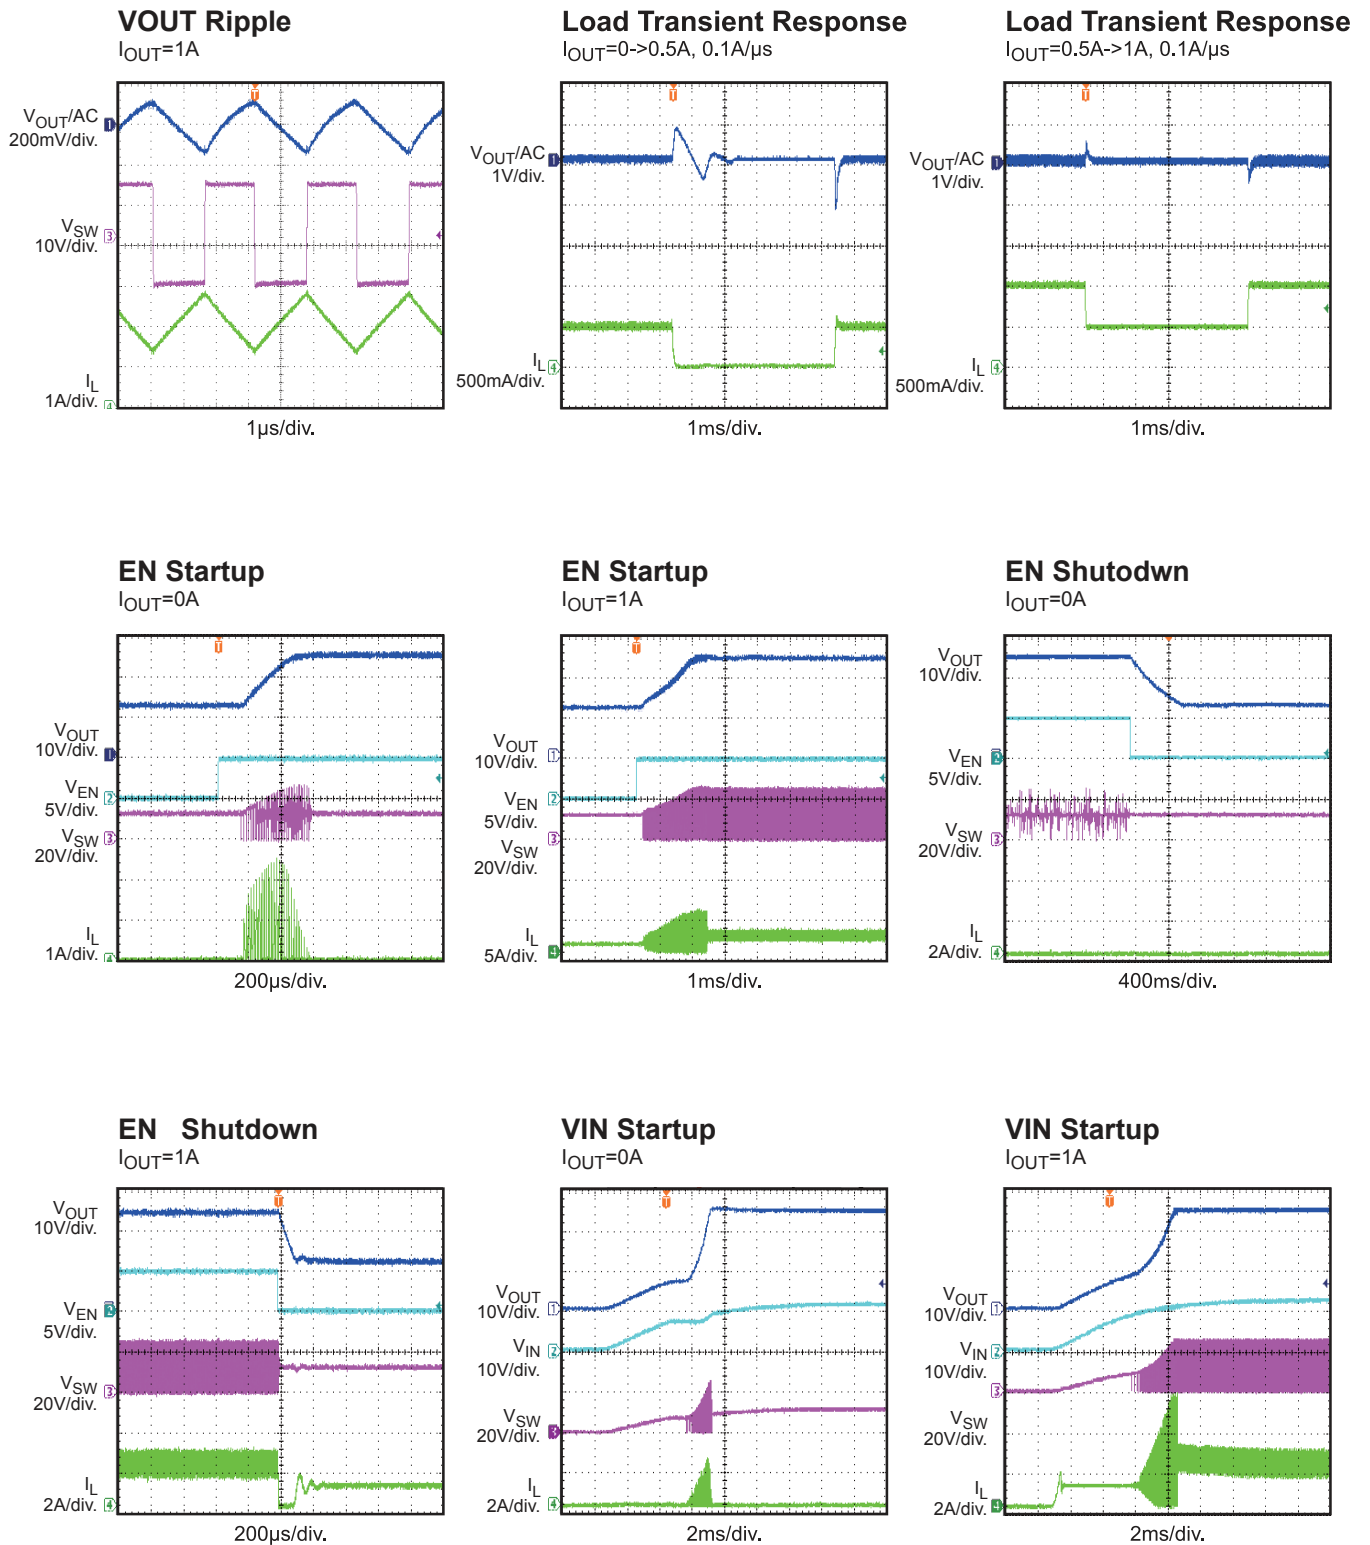 VOUT Ripple
IOUT=1A
VOUT/AC
200mV/div.
VSW
10V/div.
IL
1A/div.
1µs/div.
Load Transient Response
IOUT=0->0.5A, 0.1A/µs
VOUT/AC
1V/div.
IL
500mA/div.
1ms/div.
Load Transient Response
IOUT=0.5A->1A, 0.1A/µs
VOUT/AC
1V/div.
IL
500mA/div.
1ms/div.
EN Startup
IOUT=0A
VOUT
10V/div.
VEN
5V/div.
VSW
20V/div.
IL
1A/div.
200µs/div.
EN Startup
IOUT=1A
VOUT
10V/div.
VEN
5V/div.
VSW
20V/div.
IL
5A/div.
1ms/div.
EN Shutodwn
IOUT=0A
VOUT
10V/div.
VEN
5V/div.
VSW
20V/div.
IL
2A/div.
400ms/div.
EN Shutdown
IOUT=1A
VOUT
10V/div.
VEN
5V/div.
VSW
20V/div.
IL
2A/div.
200µs/div.
VIN Startup
IOUT=0A
VOUT
10V/div.
VIN
10V/div.
VSW
20V/div.
IL
2A/div.
2ms/div.
VIN Startup
IOUT=1A
VOUT
10V/div.
VIN
10V/div.
VSW
20V/div.
IL
2A/div.
2ms/div.